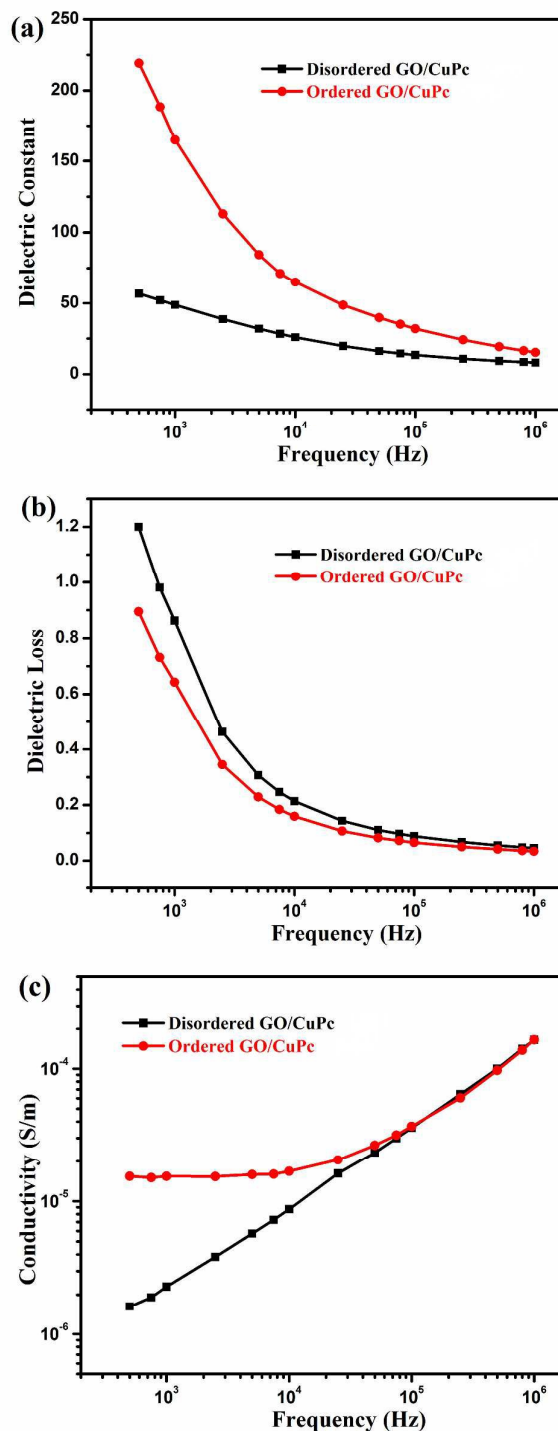 (a)
250
200
150
100
50
0
Dielectric Constant
Disordered GO/CuPc
Ordered GO/CuPc
10³
10⁴
10⁵
10⁶
Frequency (Hz)
(b)
1.2
1.0
0.8
0.6
0.4
0.2
0.0
Dielectric Loss
Disordered GO/CuPc
Ordered GO/CuPc
10³
10⁴
10⁵
10⁶
Frequency (Hz)
(c)
10⁻⁴
10⁻⁵
10⁻⁶
Conductivity (S/m)
Disordered GO/CuPc
Ordered GO/CuPc
10³
10⁴
10⁵
10⁶
Frequency (Hz)